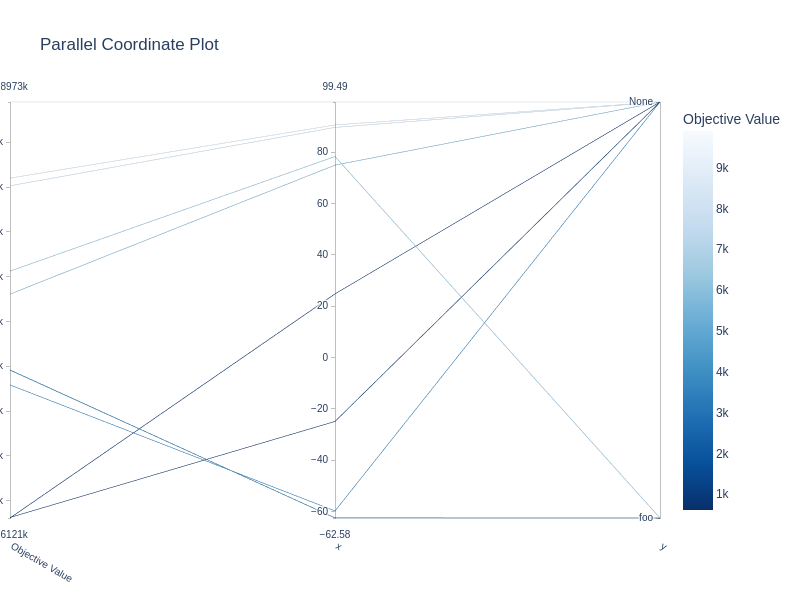 Parallel Coordinate Plot
8973k
99.49
None
Objective Value
k
k
k
k
k
k
k
k
k
80
60
40
20
0
−20
−40
−60
9k
8k
7k
6k
5k
4k
3k
2k
1k
foo
6121k
−62.58
Objective Value
x
y